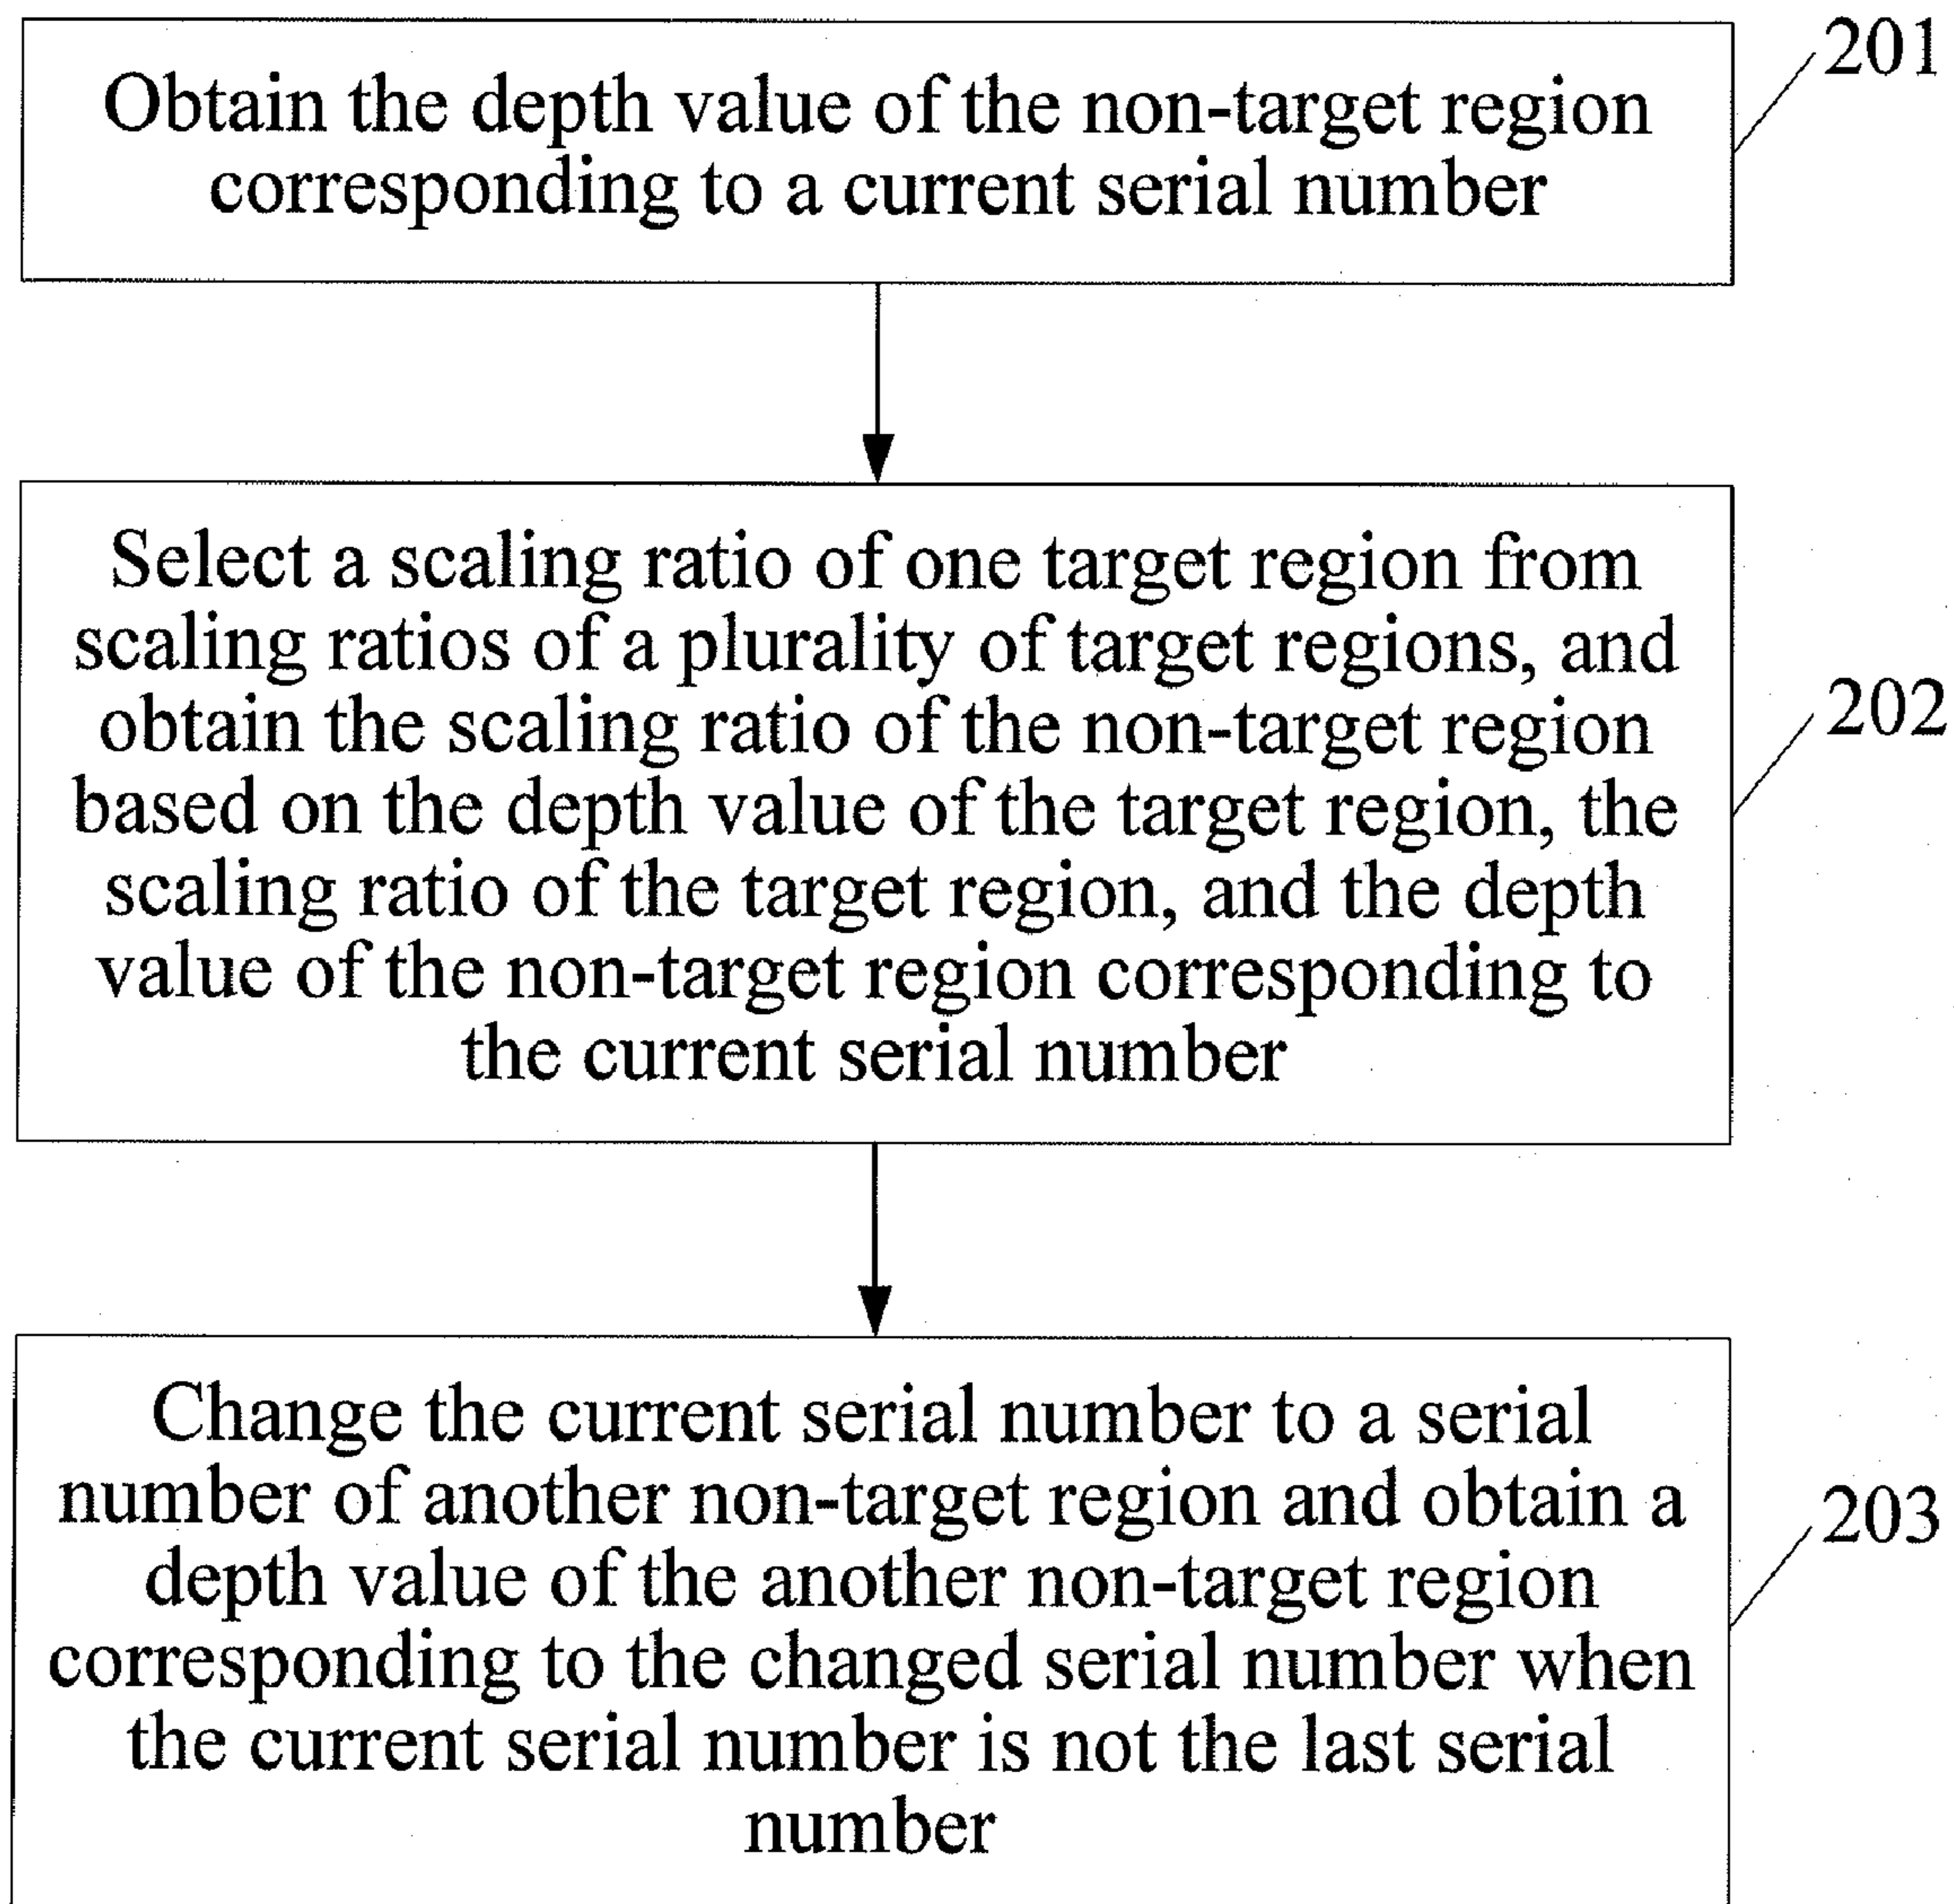 Obtain the depth value of the non-target region
corresponding to a current serial number
201
Select a scaling ratio of one target region from
scaling ratios of a plurality of target regions, and
obtain the scaling ratio of the non-target region
based on the depth value of the target region, the
scaling ratio of the target region, and the depth
value of the non-target region corresponding to
the current serial number
202
Change the current serial number to a serial
number of another non-target region and obtain a
depth value of the another non-target region
corresponding to the changed serial number when
the current serial number is not the last serial
number
203